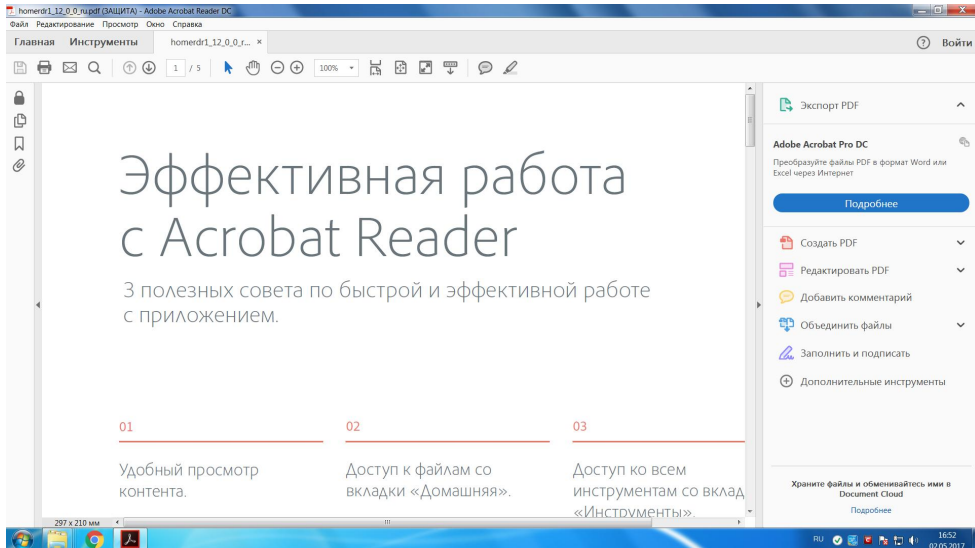 homerdr1_12_0_0_ru.pdf (ЗАЩИТА) - Adobe Acrobat Reader DC
Файл Редактирование Просмотр Окно Справка
Главная Инструменты homerdr1_12_0_0_r... × Войти
1 / 5 100%
Экспорт PDF
Adobe Acrobat Pro DC
Преобразуйте файлы PDF в формат Word или
Excel через Интернет
Подробнее
Создать PDF
Редактировать PDF
Добавить комментарий
Объединить файлы
Заполнить и подписать
Дополнительные инструменты
Храните файлы и обменивайтесь ими в
Document Cloud
Подробнее
Эффективная работа
с Acrobat Reader
3 полезных совета по быстрой и эффективной работе
с приложением.
01
Удобный просмотр
контента.
02
Доступ к файлам со
вкладки «Домашняя».
03
Доступ ко всем
инструментам со вклад
«Инструменты».
297 x 210 мм
RU 16:52
02.05.2017